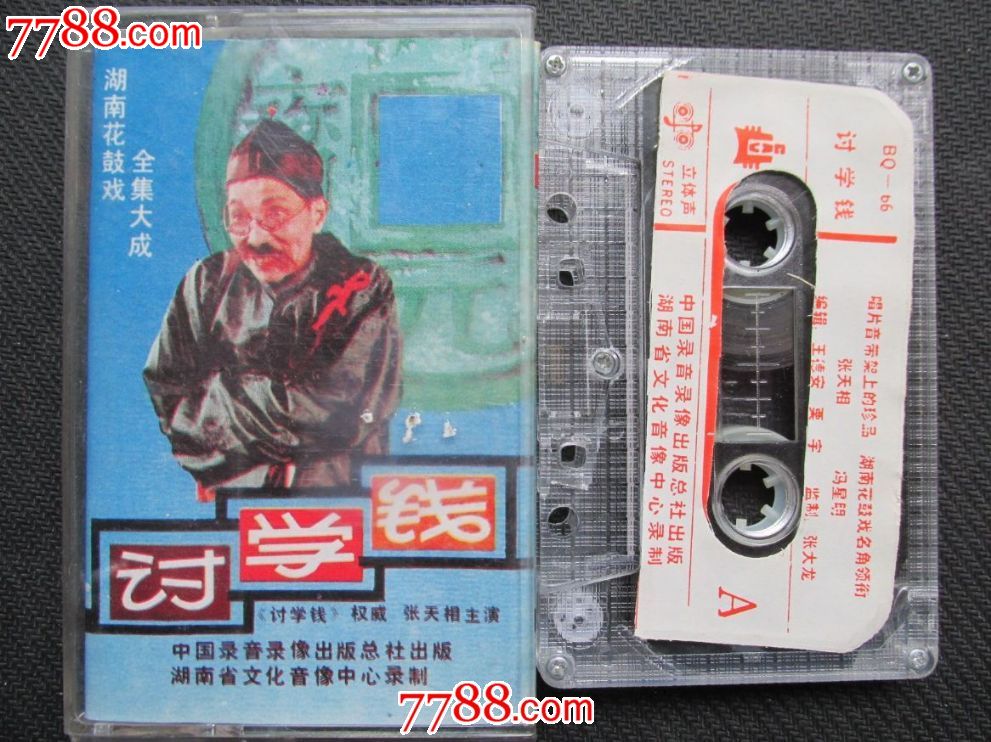 7788.com
湖南花鼓戏
全集大成
讨学钱
《讨学钱》权威 张天相主演
中国录音录像出版总社出版
湖南省文化音像中心录制
BQ—b6
讨学钱
立体声
STEREO
唱片音带架上的珍品 湖南花鼓戏名角领衔
张天相 冯星朗
编辑:王德安 栗宇 监制:张大龙
中国录音录像出版总社出版
湖南省文化音像中心录制
A
7788.com
7788.com